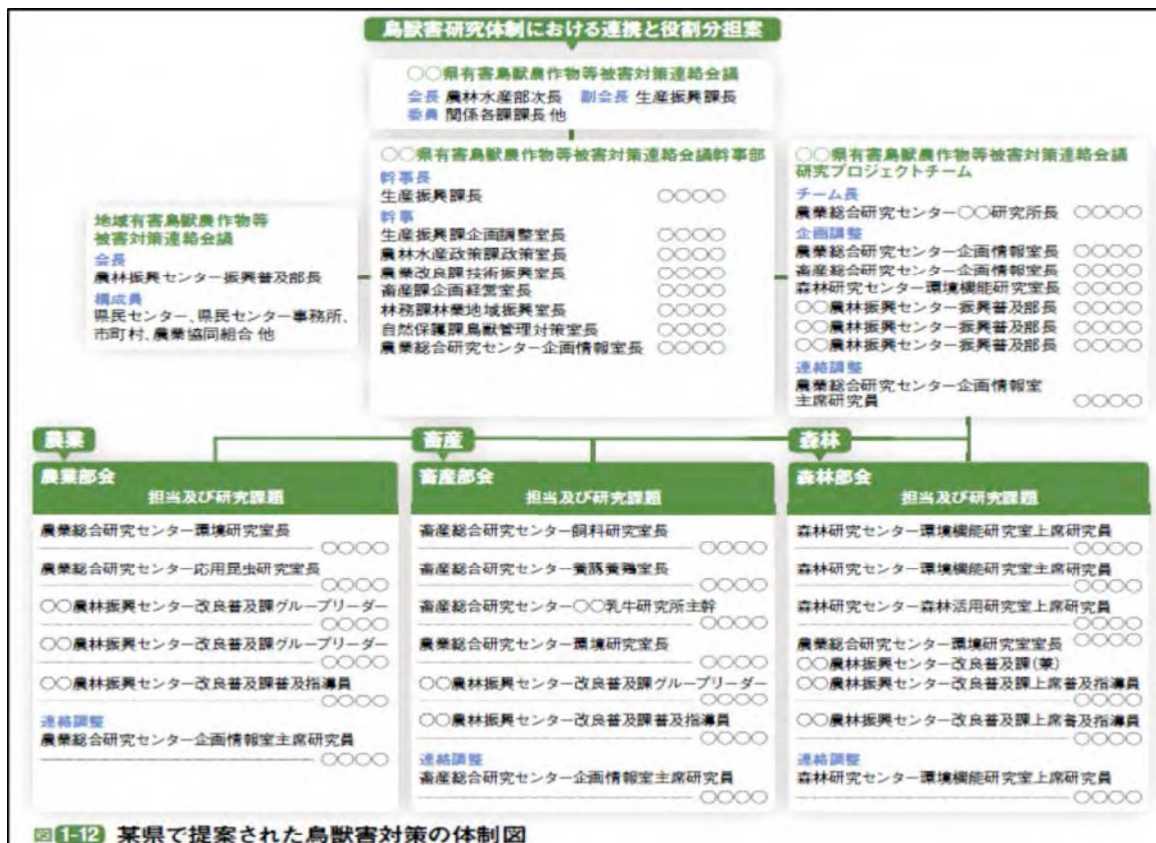 鳥獣害研究体制における連携と役割分担案
○○県有害鳥獣農作物等被害対策連絡会議
会長 農林水産部次長 副会長 生産振興課長
委員 関係各課課長 他
地域有害鳥獣農作物等
被害対策連絡会議
会長
農林振興センター振興普及部長
構成員
県民センター、県民センター事務所、
市町村、農業協同組合 他
○○県有害鳥獣農作物等被害対策連絡会議幹事部
幹事長
生産振興課長 ○○○○
幹事
生産振興課企画調整室長 ○○○○
農林水産政策課政策室長 ○○○○
農業改良課技術振興室長 ○○○○
畜産課企画経営室長 ○○○○
林務課林業地域振興室長 ○○○○
自然保護課鳥獣管理対策室長 ○○○○
農業総合研究センター企画情報室長 ○○○○
○○県有害鳥獣農作物等被害対策連絡会議
研究プロジェクトチーム
チーム長
農業総合研究センター○○研究所長 ○○○○
企画調整
農業総合研究センター企画情報室長 ○○○○
畜産総合研究センター企画情報室長 ○○○○
森林研究センター環境機能研究室長 ○○○○
○○農林振興センター振興普及部長 ○○○○
○○農林振興センター振興普及部長 ○○○○
○○農林振興センター振興普及部長 ○○○○
連絡調整
農業総合研究センター企画情報室
主席研究員 ○○○○
農業
農業部会
担当及び研究課題
農業総合研究センター環境研究室長
○○○○
農業総合研究センター応用昆虫研究室長
○○○○
○○農林振興センター改良普及課グループリーダー
○○○○
○○農林振興センター改良普及課グループリーダー
○○○○
○○農林振興センター改良普及課普及指導員
○○○○
連絡調整
農業総合研究センター企画情報室主席研究員
○○○○
畜産
畜産部会
担当及び研究課題
畜産総合研究センター飼料研究室長
○○○○
畜産総合研究センター養豚養鶏室長
○○○○
畜産総合研究センター○○乳牛研究所主幹
○○○○
農業総合研究センター環境研究室長
○○○○
○○農林振興センター改良普及課グループリーダー
○○○○
○○農林振興センター改良普及課普及指導員
○○○○
連絡調整
畜産総合研究センター企画情報室主席研究員
○○○○
森林
森林部会
担当及び研究課題
森林研究センター環境機能研究室上席研究員
○○○○
森林研究センター環境機能研究室主席研究員
○○○○
森林研究センター森林活用研究室上席研究員
○○○○
農業総合研究センター環境研究室室長
○○農林振興センター改良普及課(兼)
○○農林振興センター改良普及課上席普及指導員
○○○○
○○農林振興センター改良普及課上席普及指導員
○○○○
連絡調整
森林研究センター環境機能研究室上席研究員
○○○○
図1-12 某県で提案された鳥獣害対策の体制図